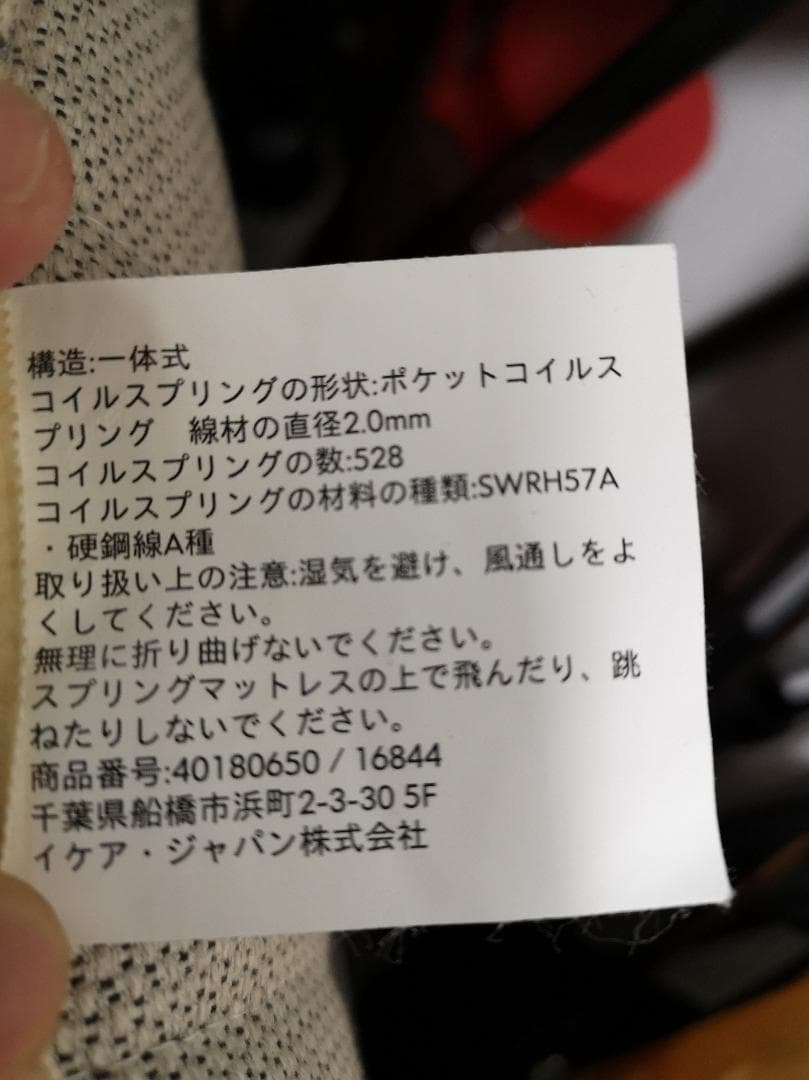 構造:一体式
コイルスプリングの形状:ポケットコイルス
プリング　線材の直径2.0mm
コイルスプリングの数:528
コイルスプリングの材料の種類:SWRH57A
・硬鋼線A種
取り扱い上の注意:湿気を避け、風通しをよ
くしてください。
無理に折り曲げないでください。
スプリングマットレスの上で飛んだり、跳
ねたりしないでください。
商品番号:40180650 / 16844
千葉県船橋市浜町2-3-30 5F
イケア・ジャパン株式会社